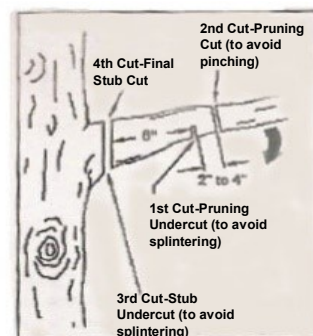 2nd Cut-Pruning
Cut (to avoid
pinching)
4th Cut-Final
Stub Cut
6"
2" to 4"
1st Cut-Pruning
Undercut (to avoid
splintering)
3rd Cut-Stub
Undercut (to avoid
splintering)